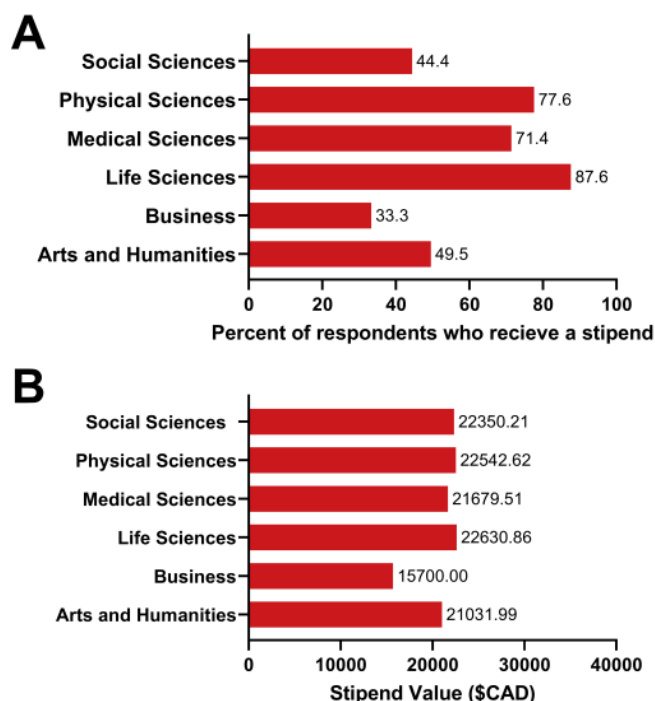 A
Social Sciences 44.4
Physical Sciences 77.6
Medical Sciences 71.4
Life Sciences 87.6
Business 33.3
Arts and Humanities 49.5
0 20 40 60 80 100
Percent of respondents who recieve a stipend
B
Social Sciences 22350.21
Physical Sciences 22542.62
Medical Sciences 21679.51
Life Sciences 22630.86
Business 15700.00
Arts and Humanities 21031.99
0 10000 20000 30000 40000
Stipend Value ($CAD)